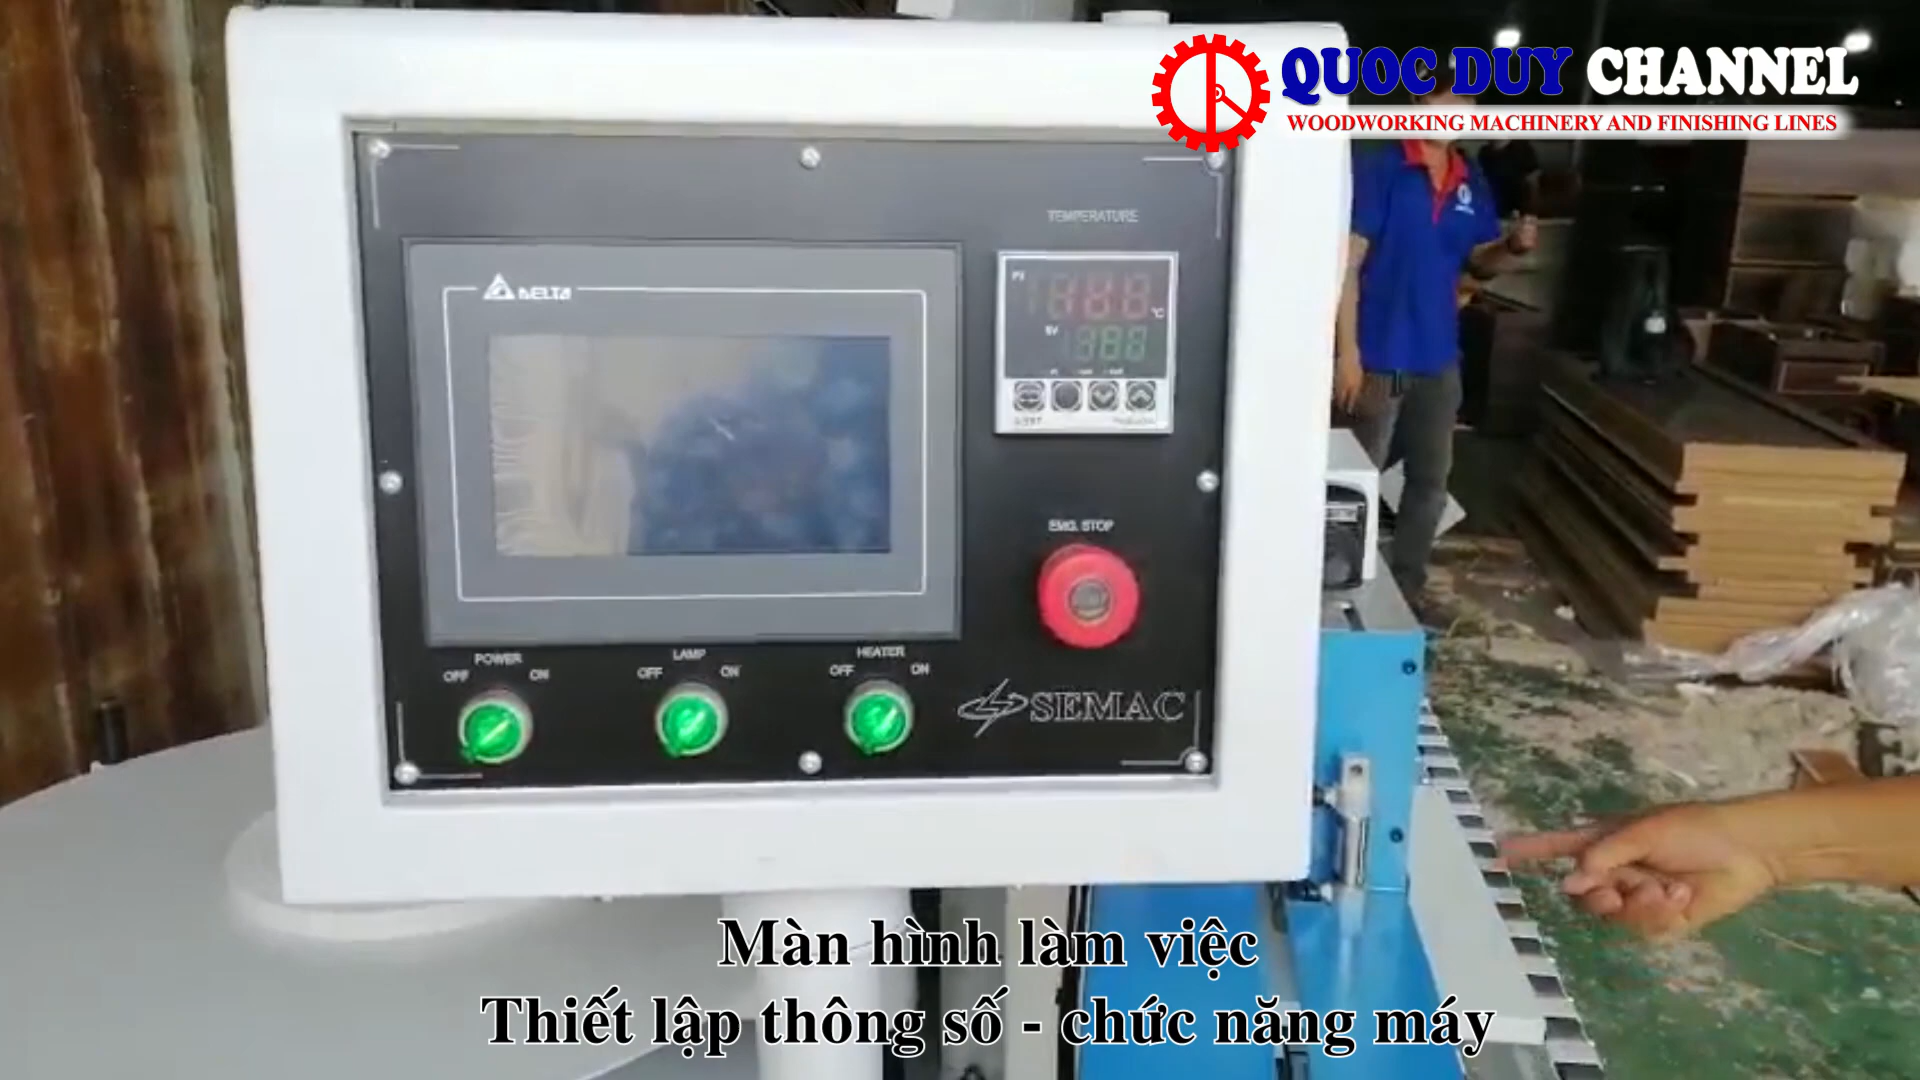 QUOC DUY CHANNEL
WOODWORKING MACHINERY AND FINISHING LINES
TEMPERATURE
DELTA
PV
°C
SV
EMG. STOP
POWER
OFF ON
LAMP
OFF ON
HEATER
OFF ON
SEMAC
Màn hình làm việc
Thiết lập thông số - chức năng máy